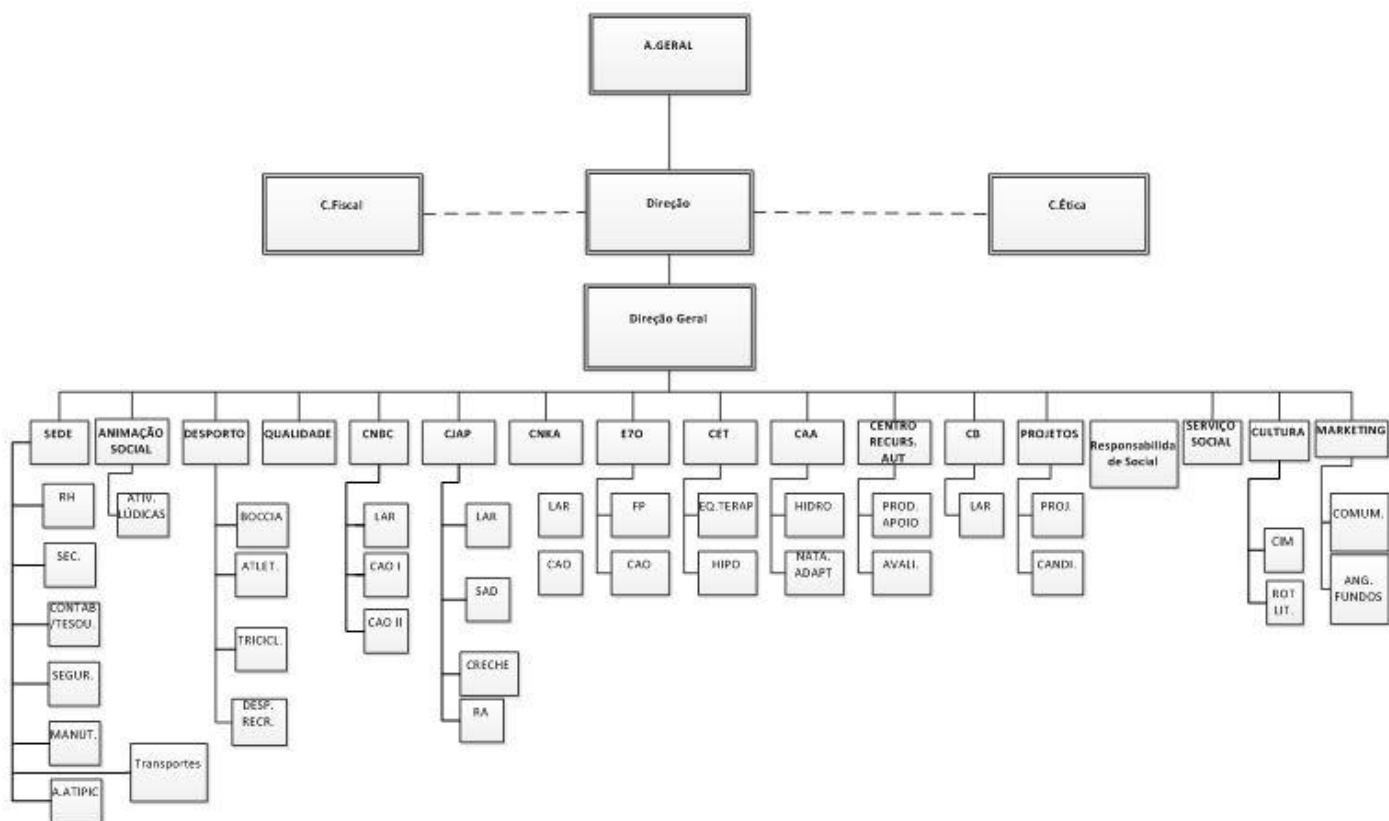 A.GERAL
C.Fiscal
Direção
C.Ética
Direção Geral
SEDE
ANIMAÇÃO
SOCIAL
DESPORTO
QUALIDADE
CNBC
CJAP
CNKA
E7O
CET
CAA
CENTRO
RECURS.
AUT
CB
PROJETOS
Responsabilida
de Social
SERVIÇO
SOCIAL
CULTURA
MARKETING
RH
SEC.
CONTAB
/TESOU.
SEGUR.
MANUT.
Transportes
A.ATIPIC
ATIV.
LÚDICAS
BOCCIA
ATLET.
TRICICL.
DESP.
RECR.
LAR
CAO I
CAO II
LAR
SAD
CRECHE
RA
LAR
CAO
FP
CAO
EQ.TERAP
HIPO
HIDRO
NATA.
ADAPT
PROD.
APOIO
AVALI.
LAR
PROJ.
CANDI.
CIM
ROT
LIT.
COMUM.
ANG.
FUNDOS